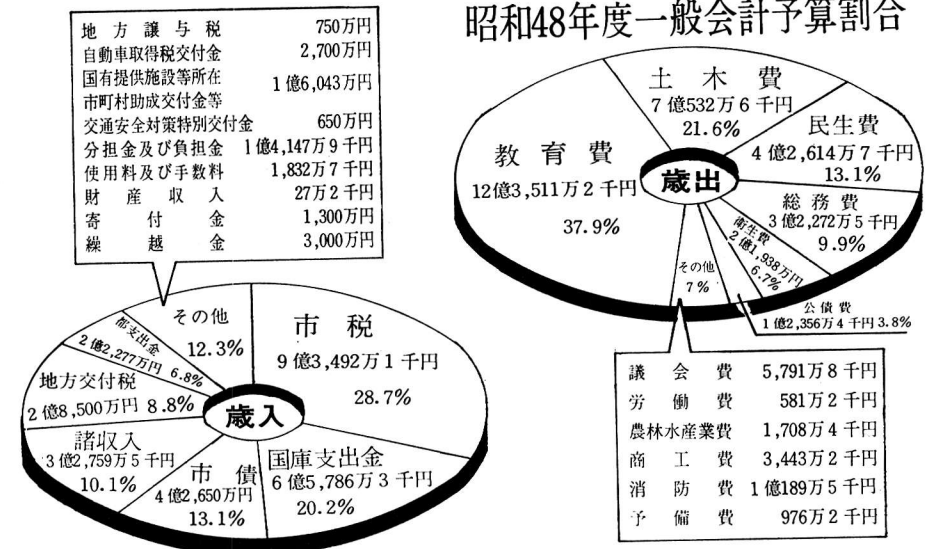 昭和48年度一般会計予算割合
地方譲与税 750万円
自動車取得税交付金 2,700万円
国有提供施設等所在
市町村助成交付金等 1億6,043万円
交通安全対策特別交付金 650万円
分担金及び負担金 1億4,147万9千円
使用料及び手数料 1,832万7千円
財産収入 27万2千円
寄付金 1,300万円
繰越金 3,000万円
歳入
市税
9億3,492万1千円
28.7%
国庫支出金
6億5,786万3千円
20.2%
市債
4億2,650万円
13.1%
諸収入
3億2,759万5千円
10.1%
地方交付税
2億8,500万円 8.8%
都支出金
2億2,277万円 6.8%
その他
12.3%
歳出
教育費
12億3,511万2千円
37.9%
土木費
7億532万6千円
21.6%
民生費
4億2,614万7千円
13.1%
総務費
3億2,272万5千円
9.9%
衛生費
2億1,938万円
6.7%
公債費
1億2,356万4千円 3.8%
その他
7%
議会費 5,791万8千円
労働費 581万2千円
農林水産業費 1,708万4千円
商工費 3,443万2千円
消防費 1億189万5千円
予備費 976万2千円